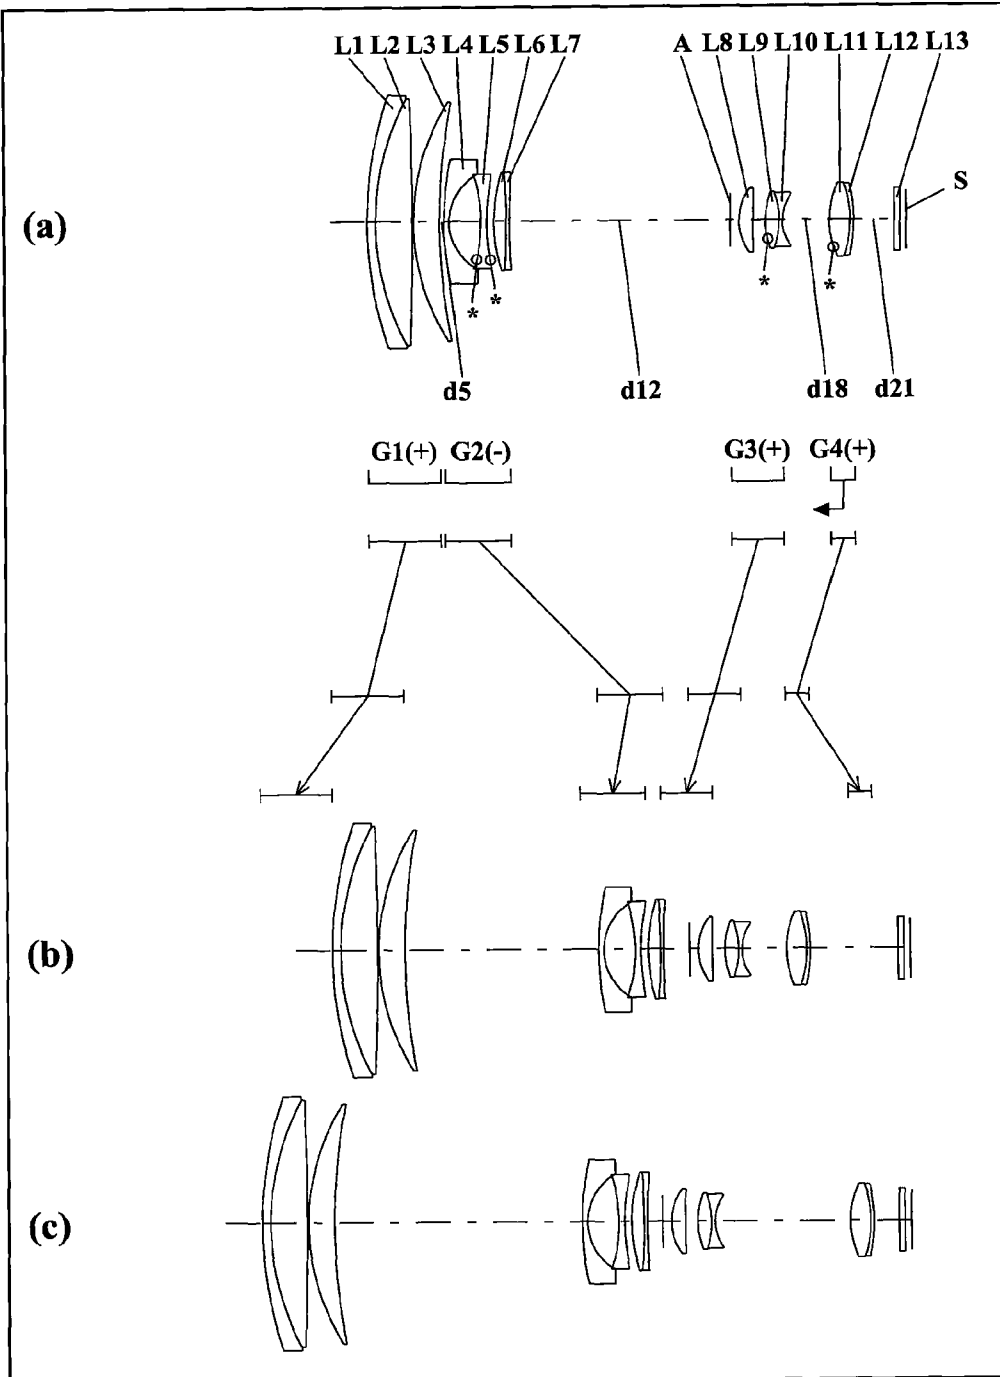 L1 L2 L3 L4 L5 L6 L7 A L8 L9 L10 L11 L12 L13
S
(a)
* * * *
d5 d12 d18 d21
G1(+) G2(-) G3(+) G4(+)
(b)
(c)